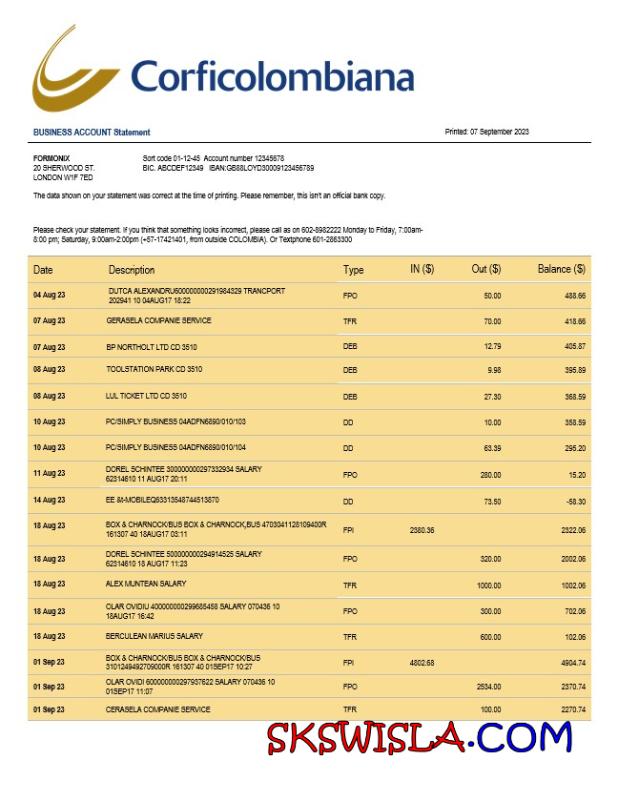 Corficolombiana
BUSINESS ACCOUNT Statement Printed: 07 September 2023
FORMONIX Sort code 01-12-45 Account number 12345678
20 SHERWOOD ST. BIC. ABCDEF12349 IBAN:GB88LOYD30009123456789
LONDON W1F 7ED
The data shown on your statement was correct at the time of printing. Please remember, this isn't an official bank copy.
Please check your statement. If you think that something looks incorrect, please call as on 602-8982222 Monday to Friday, 7:00am-
8:00 pm; Saturday, 9:00am-2:00pm (+57-17421401, from outside COLOMBIA). Or Textphone 601-2863300
Date Description Type IN ($) Out ($) Balance ($)
04 Aug 23 DUTCA ALEXANDRU600000000291984329 TRANCPORT FPO 50.00 488.66
202941 10 04AUG17 18:22
07 Aug 23 GERASELA COMPANIE SERVICE TFR 70.00 418.66
07 Aug 23 BP NORTHOLT LTD CD 3510 DEB 12.79 405.87
08 Aug 23 TOOLSTATION PARK CD 3510 DEB 9.98 395.89
08 Aug 23 LUL TICKET LTD CD 3510 DEB 27.30 368.59
10 Aug 23 PC/SIMPLY BUSINESS 04ADFN6890/010/103 DD 10.00 358.59
10 Aug 23 PC/SIMPLY BUSINESS 04ADFN6890/010/104 DD 63.39 295.20
11 Aug 23 DOREL SCHINTEE 300000000297332934 SALARY FPO 280.00 15.20
62314610 11 AUG17 20:11
14 Aug 23 EE &t-MOBILEQ63313548744513870 DD 73.50 -58.30
18 Aug 23 BOX & CHARNOCK/BUS BOX & CHARNOCK,BUS 4703041128109400R FPI 2380.36 2322.06
161307 40 18AUG17 03:11
18 Aug 23 DOREL SCHINTEE 500000000294914525 SALARY FPO 320.00 2002.06
62314610 18 AUG17 11:23
18 Aug 23 ALEX MUNTEAN SALARY TFR 1000.00 1002.06
18 Aug 23 OLAR OVIDIU 400000000299685458 SALARY 070436 10 FPO 300.00 702.06
18AUG17 16:42
18 Aug 23 BERCULEAN MARIUS SALARY TFR 600.00 102.06
01 Sep 23 BOX & CHARNOCK/BUS BOX & CHARNOCK/BUS FPI 4802.68 4904.74
3101249492709000R 161307 40 01SEP17 10:27
01 Sep 23 OLAR OVIDI 600000000297937622 SALARY 070436 10 FPO 2534.00 2370.74
01SEP17 11:07
01 Sep 23 CERASELA COMPANIE SERVICE TFR 100.00 2270.74
SKSWISLA.COM